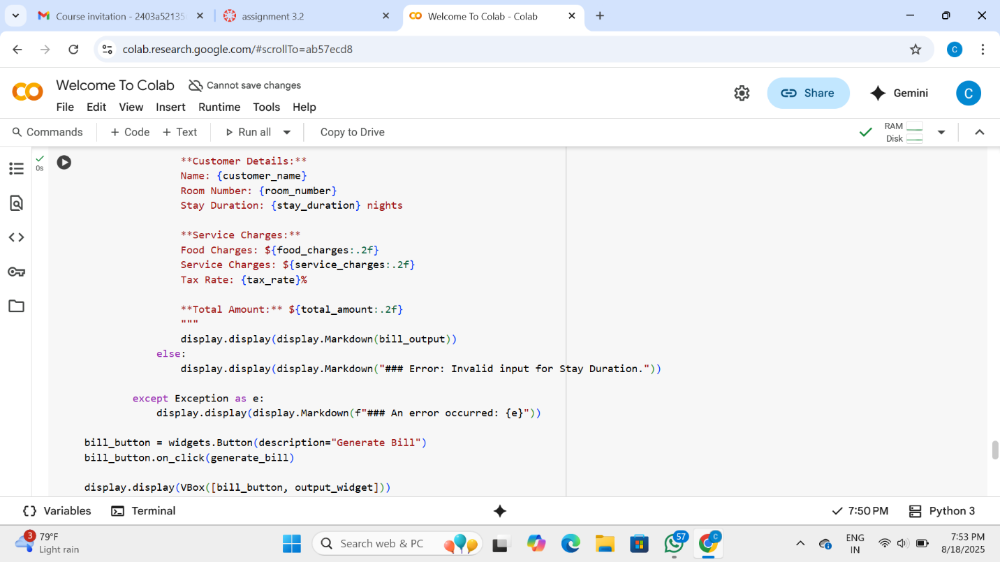 Course invitation - 2403a52135
assignment 3.2
Welcome To Colab - Colab
colab.research.google.com/#scrollTo=ab57ecd8
C
Welcome To Colab
Cannot save changes
File Edit View Insert Runtime Tools Help
Share
Gemini
C
Commands
+ Code + Text
Run all
Copy to Drive
RAM
Disk
0s
**Customer Details:**
Name: {customer_name}
Room Number: {room_number}
Stay Duration: {stay_duration} nights
**Service Charges:**
Food Charges: ${food_charges:.2f}
Service Charges: ${service_charges:.2f}
Tax Rate: {tax_rate}%
**Total Amount:** ${total_amount:.2f}
"""
display.display(display.Markdown(bill_output))
else:
display.display(display.Markdown("### Error: Invalid input for Stay Duration."))
except Exception as e:
display.display(display.Markdown(f"### An error occurred: {e}"))
bill_button = widgets.Button(description="Generate Bill")
bill_button.on_click(generate_bill)
display.display(VBox([bill_button, output_widget]))
Variables
Terminal
7:50 PM
Python 3
3
79°F
Light rain
Search web & PC
57
C
ENG
IN
7:53 PM
8/18/2025